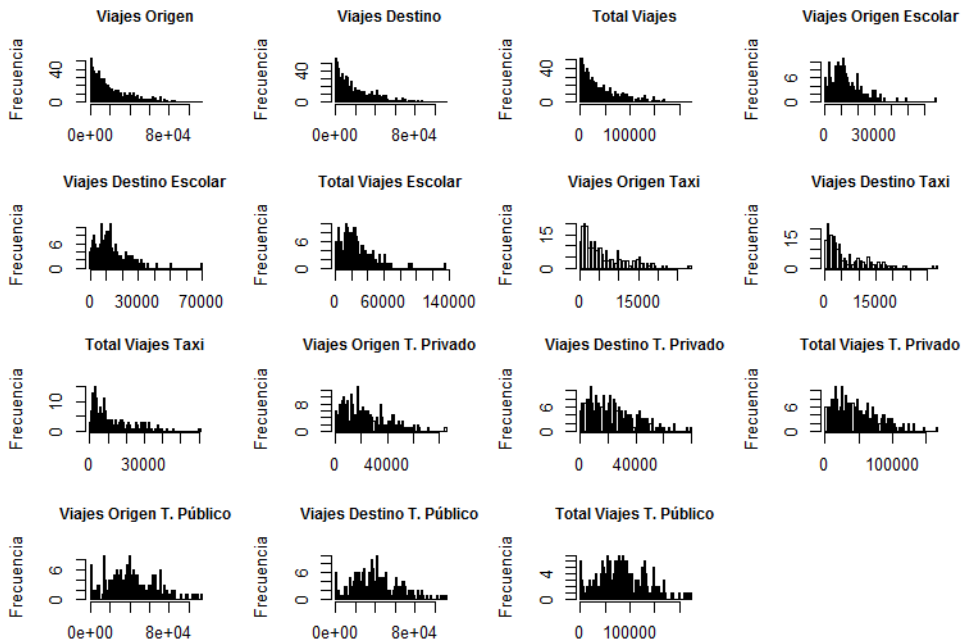 Viajes Origen
Viajes Destino
Total Viajes
Viajes Origen Escolar
Frecuencia
0 40
0e+00 8e+04
Frecuencia
0 40
0e+00 8e+04
Frecuencia
0 40
0 100000
Frecuencia
0 6
0 30000
Viajes Destino Escolar
Total Viajes Escolar
Viajes Origen Taxi
Viajes Destino Taxi
Frecuencia
0 6
0 30000 70000
Frecuencia
0 6
0 60000 140000
Frecuencia
0 15
0 15000
Frecuencia
0 15
0 15000
Total Viajes Taxi
Viajes Origen T. Privado
Viajes Destino T. Privado
Total Viajes T. Privado
Frecuencia
0 10
0 30000
Frecuencia
0 8
0 40000
Frecuencia
0 6
0 40000
Frecuencia
0 6
0 100000
Viajes Origen T. Público
Viajes Destino T. Público
Total Viajes T. Público
Frecuencia
0 6
0e+00 8e+04
Frecuencia
0 6
0e+00 8e+04
Frecuencia
0 4
0 100000